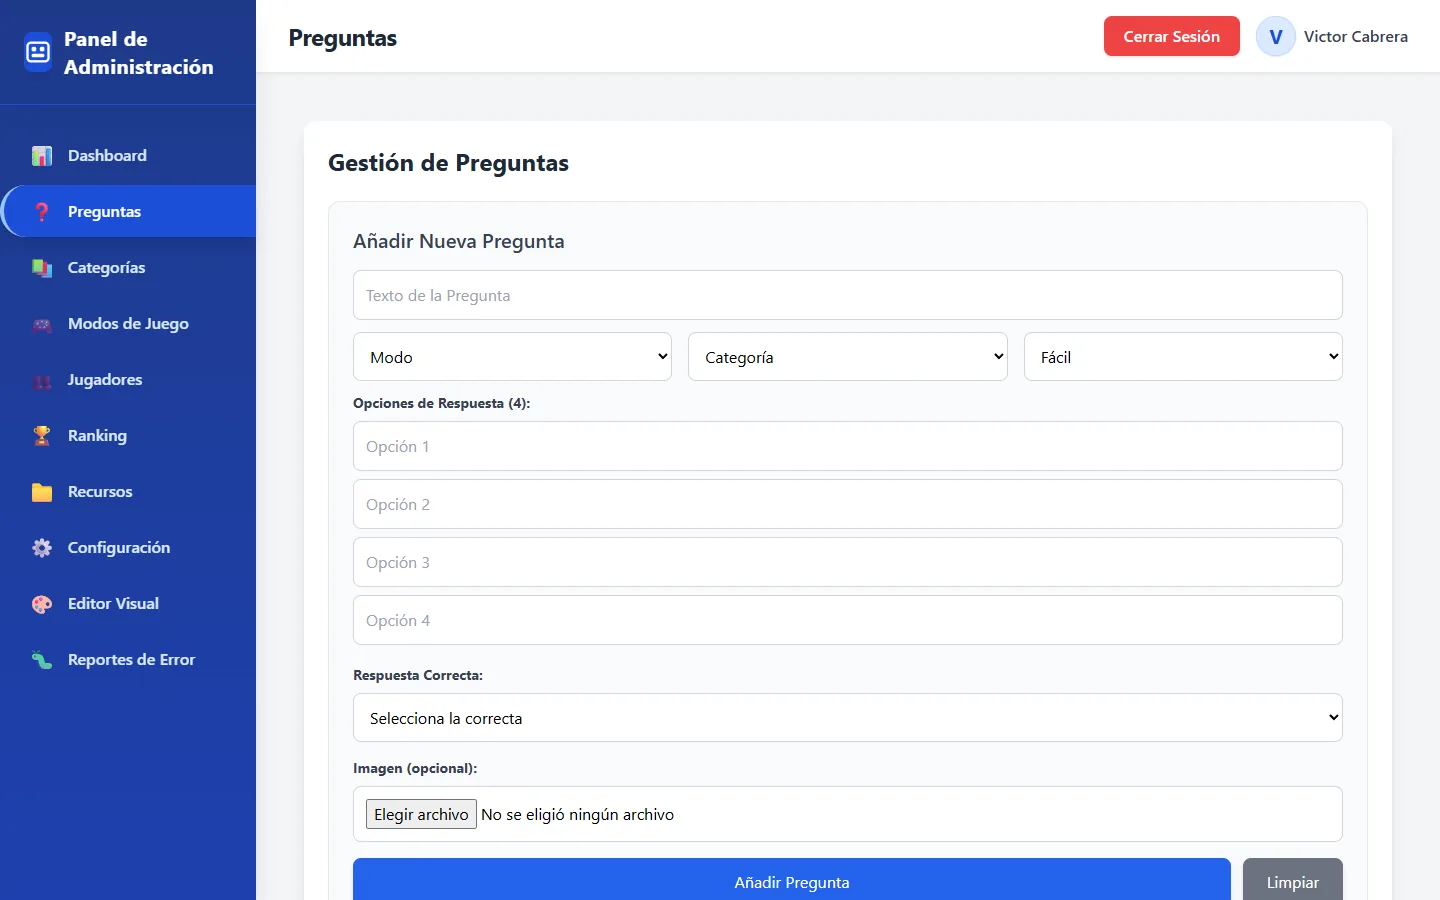 Panel de
Administración
Dashboard
Preguntas
Categorías
Modos de Juego
Jugadores
Ranking
Recursos
Configuración
Editor Visual
Reportes de Error
Preguntas
Cerrar Sesión
V
Victor Cabrera
Gestión de Preguntas
Añadir Nueva Pregunta
Texto de la Pregunta
Modo
Categoría
Fácil
Opciones de Respuesta (4):
Opción 1
Opción 2
Opción 3
Opción 4
Respuesta Correcta:
Selecciona la correcta
Imagen (opcional):
Elegir archivo No se eligió ningún archivo
Añadir Pregunta
Limpiar